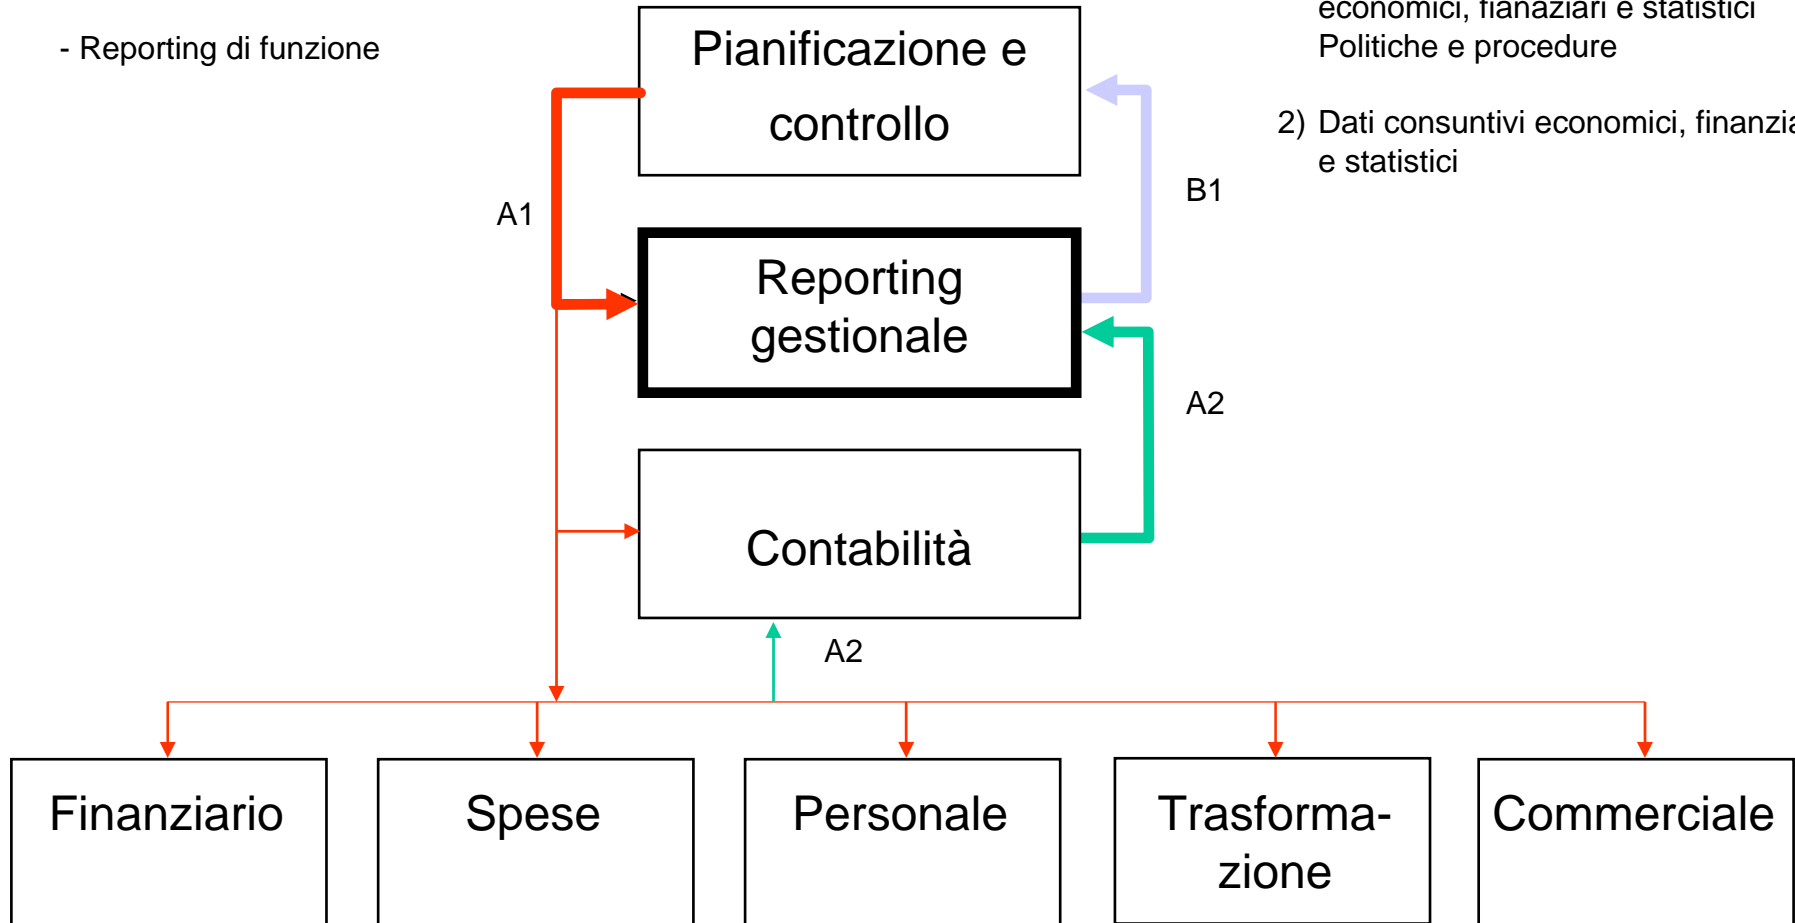 economici, fianaziari e statistici
- Reporting di funzione
Politiche e procedure
Pianificazione e
controllo
2) Dati consuntivi economici, finanzia
e statistici
B1
A1
Reporting
gestionale
A2
Contabilità
A2
Finanziario
Spese
Personale
Trasforma-
zione
Commerciale